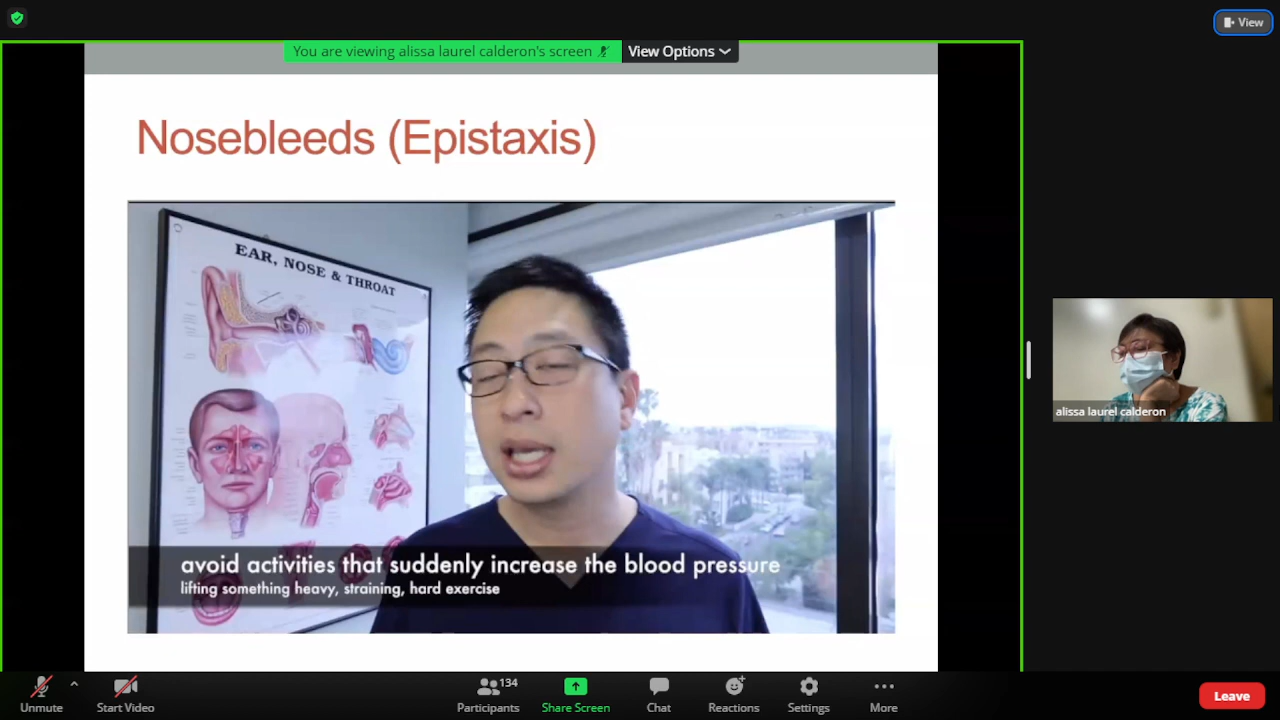 View
You are viewing alissa laurel calderon's screen
View Options
Nosebleeds (Epistaxis)
EAR, NOSE & THROAT
avoid activities that suddenly increase the blood pressure
lifting something heavy, straining, hard exercise
alissa laurel calderon
134
Unmute
Start Video
Participants
Share Screen
Chat
Reactions
Settings
More
Leave